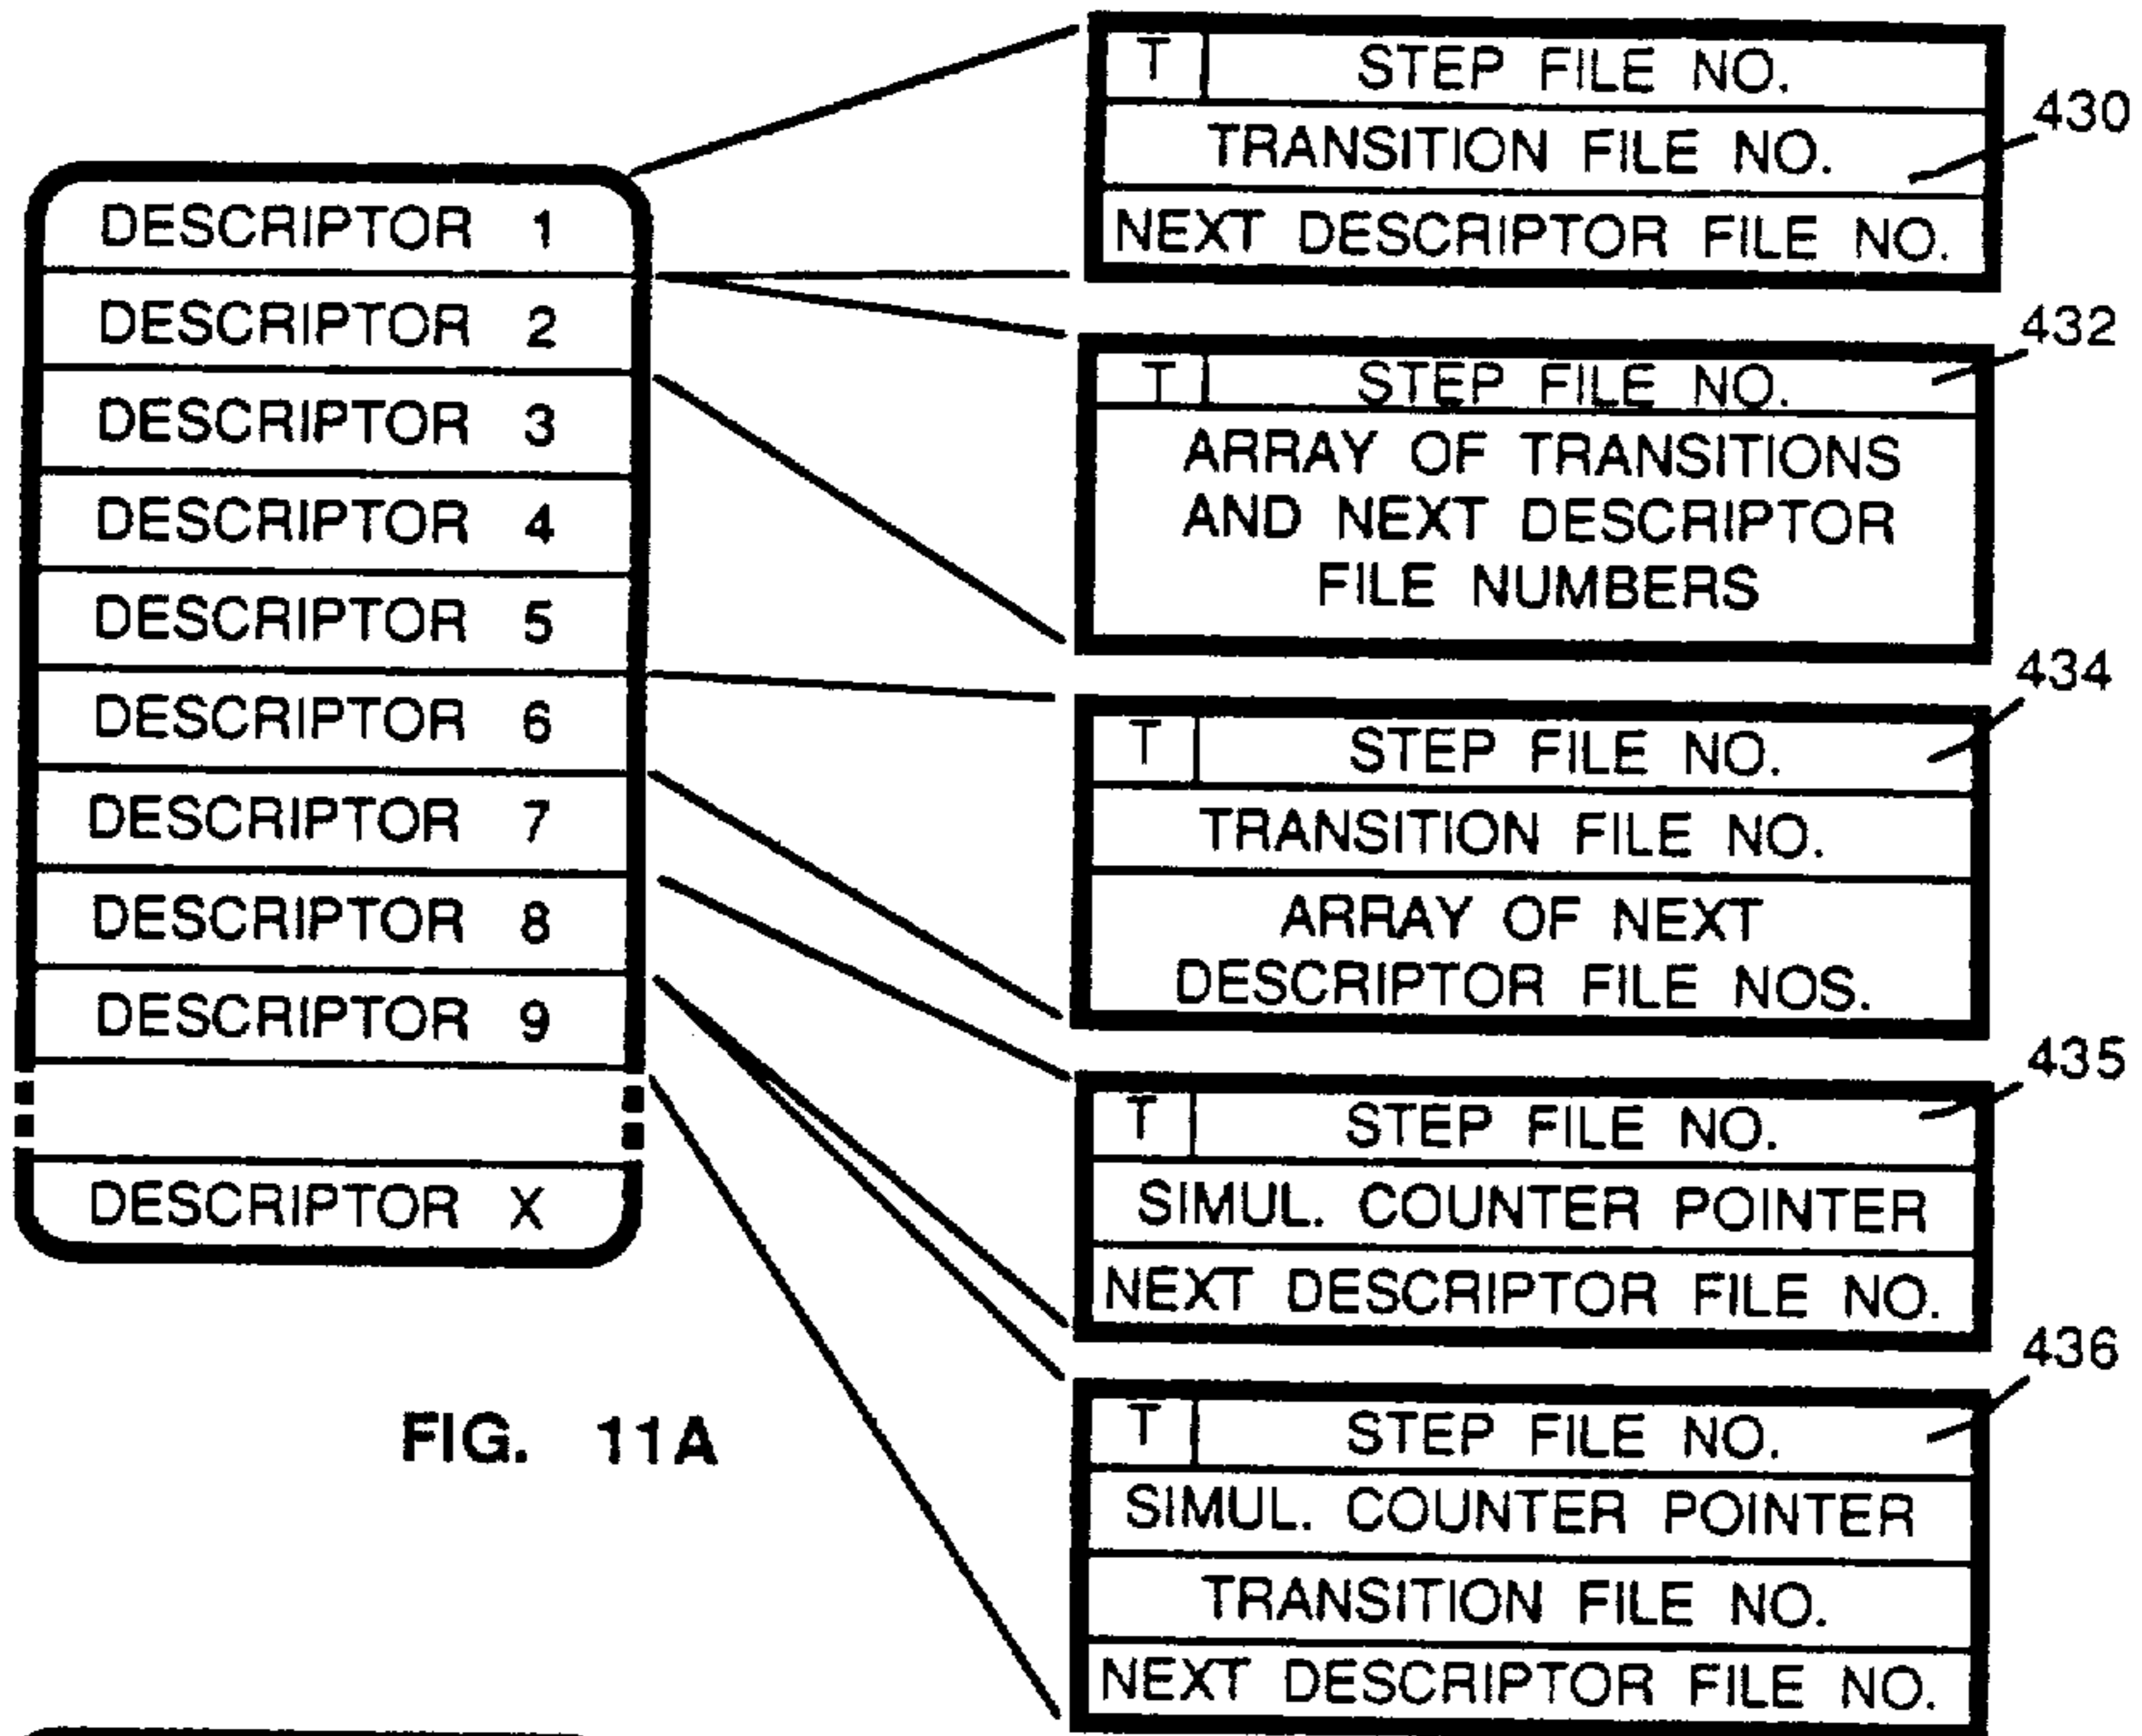 DESCRIPTOR 1
DESCRIPTOR 2
DESCRIPTOR 3
DESCRIPTOR 4
DESCRIPTOR 5
DESCRIPTOR 6
DESCRIPTOR 7
DESCRIPTOR 8
DESCRIPTOR 9
DESCRIPTOR X
FIG. 11A
T STEP FILE NO.
TRANSITION FILE NO.
NEXT DESCRIPTOR FILE NO.
430
T STEP FILE NO.
ARRAY OF TRANSITIONS
AND NEXT DESCRIPTOR
FILE NUMBERS
432
T STEP FILE NO.
TRANSITION FILE NO.
ARRAY OF NEXT
DESCRIPTOR FILE NOS.
434
T STEP FILE NO.
SIMUL. COUNTER POINTER
NEXT DESCRIPTOR FILE NO.
435
T STEP FILE NO.
SIMUL. COUNTER POINTER
TRANSITION FILE NO.
NEXT DESCRIPTOR FILE NO.
436